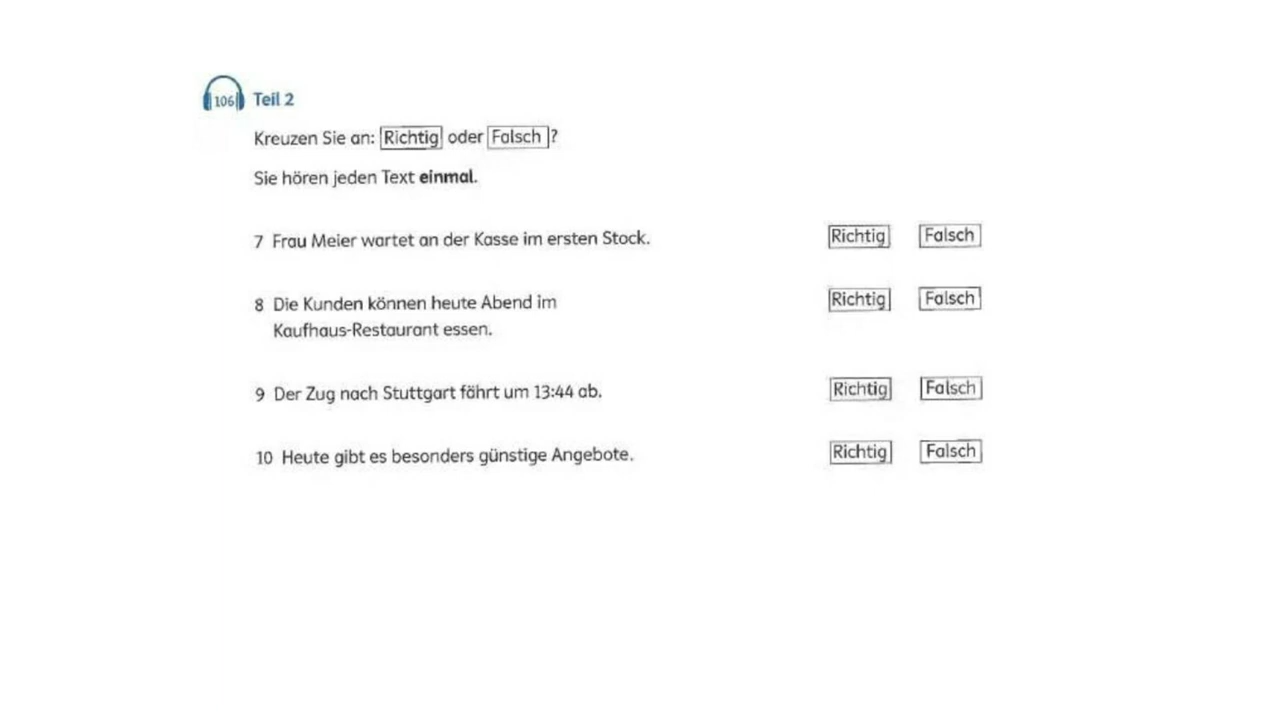 106 Teil 2
Kreuzen Sie an: Richtig oder Falsch ?
Sie hören jeden Text einmal.
7 Frau Meier wartet an der Kasse im ersten Stock. Richtig Falsch
8 Die Kunden können heute Abend im Richtig Falsch
Kaufhaus-Restaurant essen.
9 Der Zug nach Stuttgart fährt um 13:44 ab. Richtig Falsch
10 Heute gibt es besonders günstige Angebote. Richtig Falsch